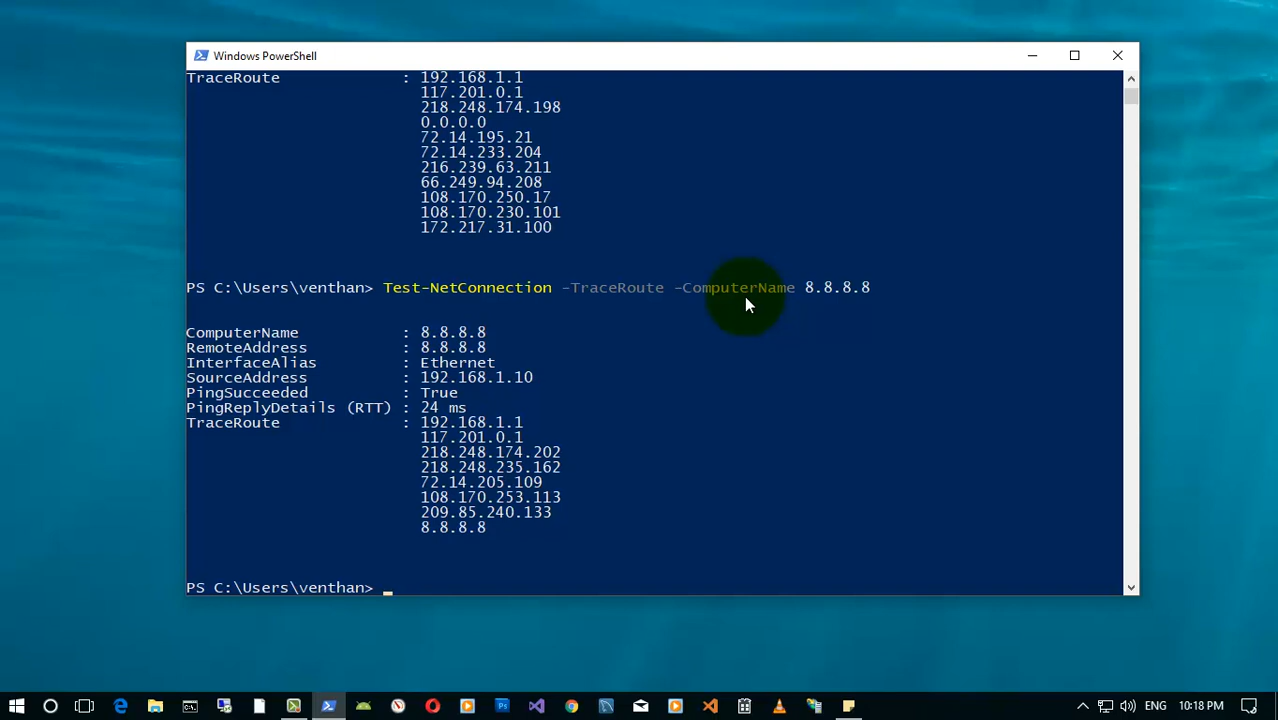 Windows PowerShell
TraceRoute : 192.168.1.1
117.201.0.1
218.248.174.198
0.0.0.0
72.14.195.21
72.14.233.204
216.239.63.211
66.249.94.208
108.170.250.17
108.170.230.101
172.217.31.100
PS C:\Users\venthan> Test-NetConnection -TraceRoute -ComputerName 8.8.8.8
ComputerName : 8.8.8.8
RemoteAddress : 8.8.8.8
InterfaceAlias : Ethernet
SourceAddress : 192.168.1.10
PingSucceeded : True
PingReplyDetails (RTT) : 24 ms
TraceRoute : 192.168.1.1
117.201.0.1
218.248.174.202
218.248.235.162
72.14.205.109
108.170.253.113
209.85.240.133
8.8.8.8
PS C:\Users\venthan>
ENG 10:18 PM